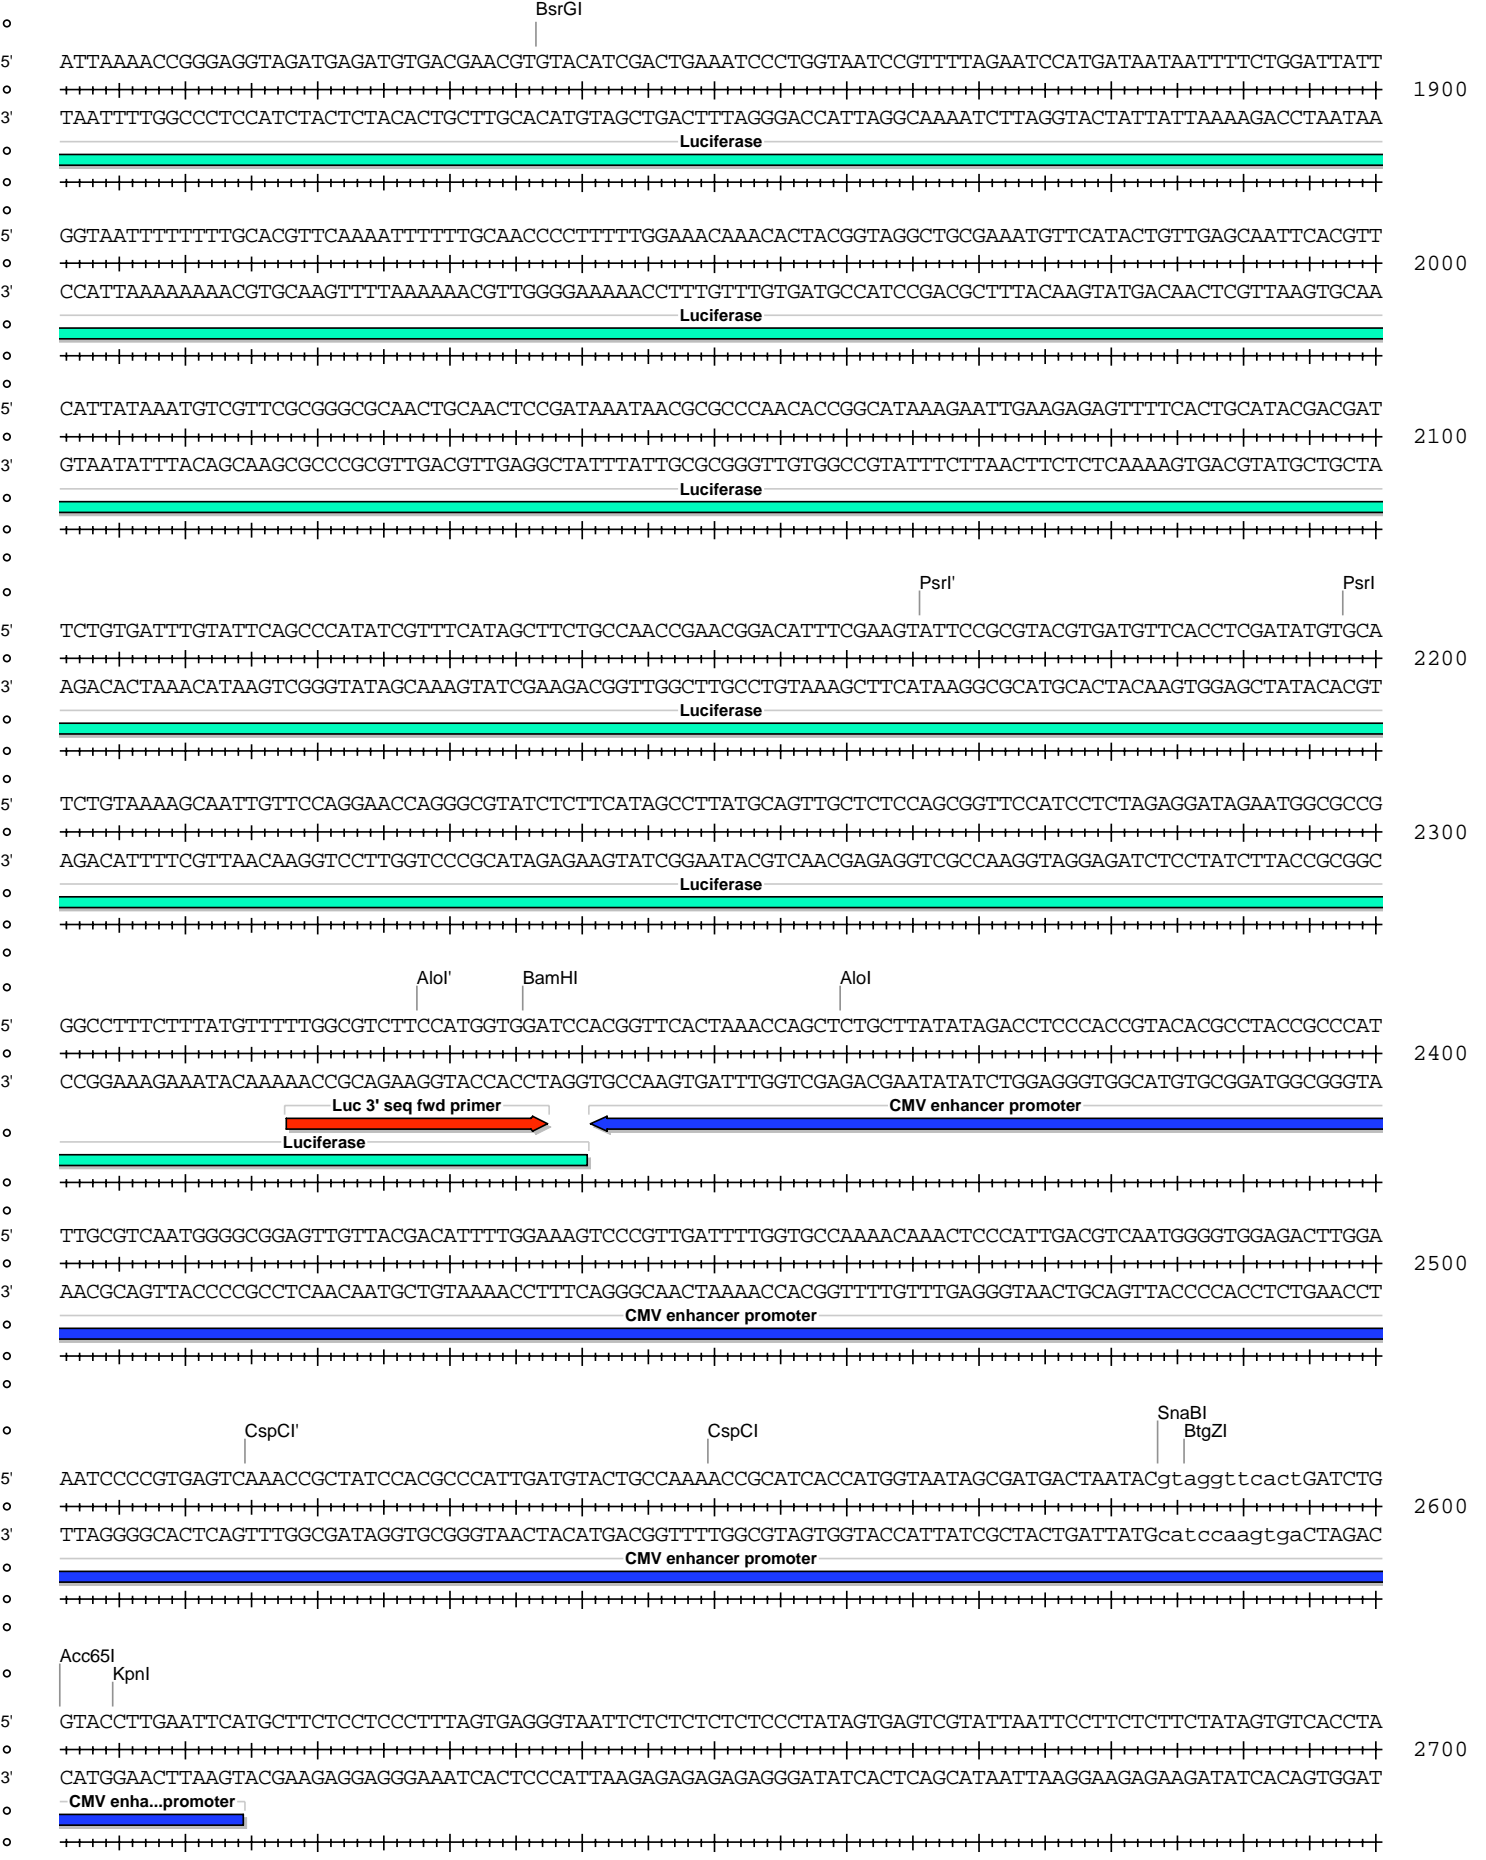 BsrGI
5' ATTAAAACCGGGAGGTAGATGAGATGTGACGAACGTGTACATCGACTGAAATCCCTGGTAATCCGTTTTAGAATCCATGATAATAATTTTCTGGATTATT
1900
3' TAATTTTGGCCCTCCATCTACTCTACACTGCTTGCACATGTAGCTGACTTTAGGGACCATTAGGCAAAATCTTAGGTACTATTATTAAAAGACCTAATAA
Luciferase
5' GGTAATTTTTTTTGCACGTTCAAAATTTTTTGCAACCCCTTTTTGGAAACAAACACTACGGTAGGCTGCGAAATGTTCATACTGTTGAGCAATTCACGTT
2000
3' CCATTAAAAAAAACGTGCAAGTTTTAAAAAACGTTGGGGAAAAACCTTTGTTTGTGATGCCATCCGACGCTTTACAAGTATGACAACTCGTTAAGTGCAA
Luciferase
5' CATTATAAATGTCGTTCGCGGGCGCAACTGCAACTCCGATAAATAACGCGCCCAACACCGGCATAAAGAATTGAAGAGAGTTTTCACTGCATACGACGAT
2100
3' GTAATATTTACAGCAAGCGCCCGCGTTGACGTTGAGGCTATTTATTGCGCGGGTTGTGGCCGTATTTCTTAACTTCTCTCAAAAGTGACGTATGCTGCTA
Luciferase
PsrI' PsrI
5' TCTGTGATTTGTATTCAGCCCATATCGTTTCATAGCTTCTGCCAACCGAACGGACATTTCGAAGTATTCCGCGTACGTGATGTTCACCTCGATATGTGCA
2200
3' AGACACTAAACATAAGTCGGGTATAGCAAAGTATCGAAGACGGTTGGCTTGCCTGTAAAGCTTCATAAGGCGCATGCACTACAAGTGGAGCTATACACGT
Luciferase
5' TCTGTAAAAGCAATTGTTCCAGGAACCAGGGCGTATCTCTTCATAGCCTTATGCAGTTGCTCTCCAGCGGTTCCATCCTCTAGAGGATAGAATGGCGCCG
2300
3' AGACATTTTCGTTAACAAGGTCCTTGGTCCCGCATAGAGAAGTATCGGAATACGTCAACGAGAGGTCGCCAAGGTAGGAGATCTCCTATCTTACCGCGGC
Luciferase
AloI' BamHI AloI
5' GGCCTTTCTTTATGTTTTTGGCGTCTTCCATGGTGGATCCACGGTTCACTAAACCAGCTCTGCTTATATAGACCTCCCACCGTACACGCCTACCGCCCAT
2400
3' CCGGAAAGAAATACAAAAACCGCAGAAGGTACCACCTAGGTGCCAAGTGATTTGGTCGAGACGAATATATCTGGAGGGTGGCATGTGCGGATGGCGGGTA
Luc 3' seq fwd primer CMV enhancer promoter
Luciferase
5' TTGCGTCAATGGGGCGGAGTTGTTACGACATTTTGGAAAGTCCCGTTGATTTTGGTGCCAAAACAAACTCCCATTGACGTCAATGGGGTGGAGACTTGGA
2500
3' AACGCAGTTACCCCGCCTCAACAATGCTGTAAAACCTTTCAGGGCAACTAAAACCACGGTTTTGTTTGAGGGTAACTGCAGTTACCCCACCTCTGAACCT
CMV enhancer promoter
SnaBI
CspCI' CspCI BtgZI
5' AATCCCCGTGAGTCAAACCGCTATCCACGCCCATTGATGTACTGCCAAAACCGCATCACCATGGTAATAGCGATGACTAATACgtaggttcactGATCTG
2600
3' TTAGGGGCACTCAGTTTGGCGATAGGTGCGGGTAACTACATGACGGTTTTGGCGTAGTGGTACCATTATCGCTACTGATTATGcatccaagtgaCTAGAC
CMV enhancer promoter
Acc65I
KpnI
5' GTACCTTGAATTCATGCTTCTCCTCCCTTTAGTGAGGGTAATTCTCTCTCTCTCCCTATAGTGAGTCGTATTAATTCCTTCTCTTCTATAGTGTCACCTA
2700
3' CATGGAACTTAAGTACGAAGAGGAGGGAAATCACTCCCATTAAGAGAGAGAGAGGGATATCACTCAGCATAATTAAGGAAGAGAAGATATCACAGTGGAT
CMV enha...promoter